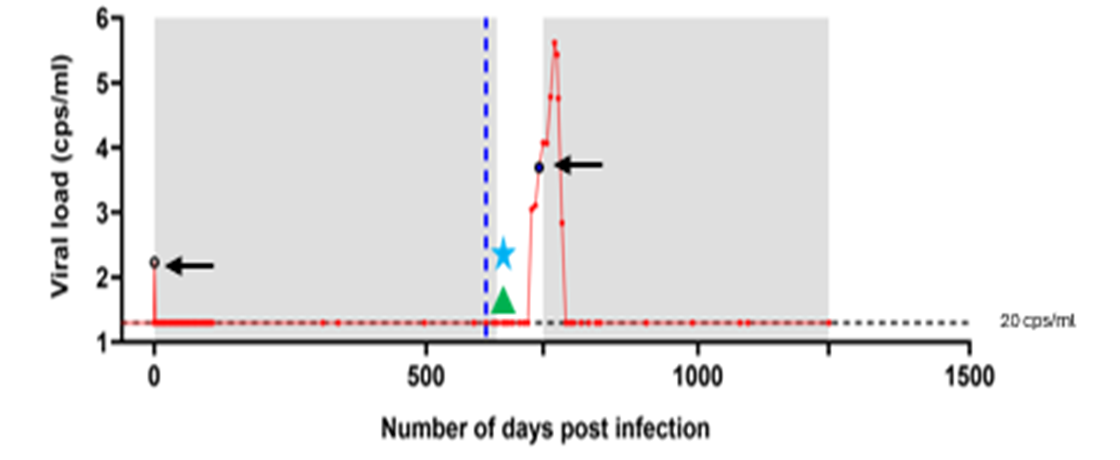 6
5
4
3
2
1
Viral load (cps/ml)
20 cps/ml
0 500 1000 1500
Number of days post infection